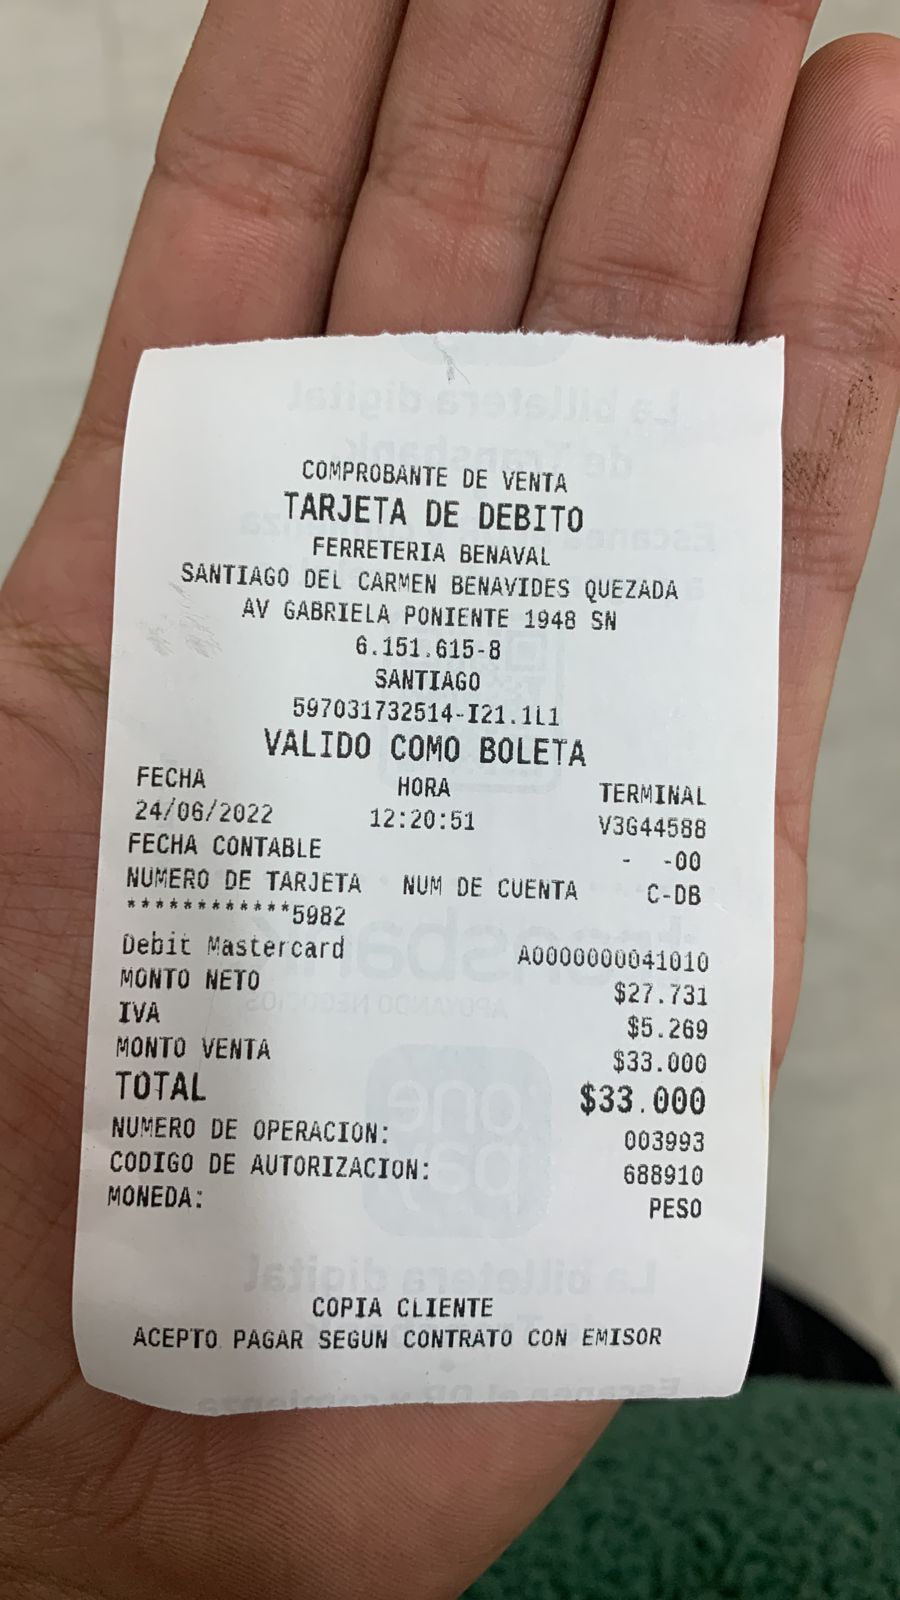 COMPROBANTE DE VENTA
TARJETA DE DEBITO
FERRETERIA BENAVAL
SANTIAGO DEL CARMEN BENAVIDES QUEZADA
AV GABRIELA PONIENTE 1948 SN
6.151.615-8
SANTIAGO
597031732514-I21.1L1
VALIDO COMO BOLETA
FECHA HORA TERMINAL
24/06/2022 12:20:51 V3G44588
FECHA CONTABLE - -00
NUMERO DE TARJETA NUM DE CUENTA C-DB
************5982
Debit Mastercard A0000000041010
MONTO NETO $27.731
IVA $5.269
MONTO VENTA $33.000
TOTAL $33.000
NUMERO DE OPERACION: 003993
CODIGO DE AUTORIZACION: 688910
MONEDA: PESO
COPIA CLIENTE
ACEPTO PAGAR SEGUN CONTRATO CON EMISOR